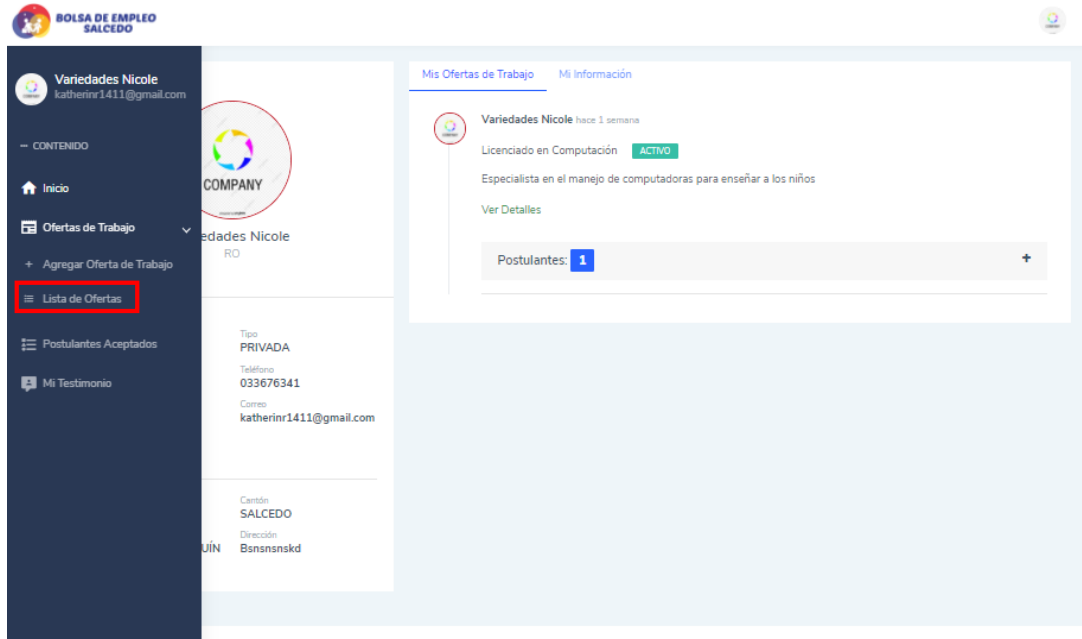 BOLSA DE EMPLEO
SALCEDO
Variedades Nicole
katherinr1411@gmail.com
CONTENIDO
Inicio
Ofertas de Trabajo
+ Agregar Oferta de Trabajo
Lista de Ofertas
Postulantes Aceptados
Mi Testimonio
COMPANY
edades Nicole
RO
Tipo
PRIVADA
Teléfono
033676341
Correo
katherinr1411@gmail.com
Cantón
SALCEDO
Dirección
UÍN Bsnsnsnskd
Mis Ofertas de Trabajo Mi Información
Variedades Nicole hace 1 semana
Licenciado en Computación ACTIVO
Especialista en el manejo de computadoras para enseñar a los niños
Ver Detalles
Postulantes: 1 +